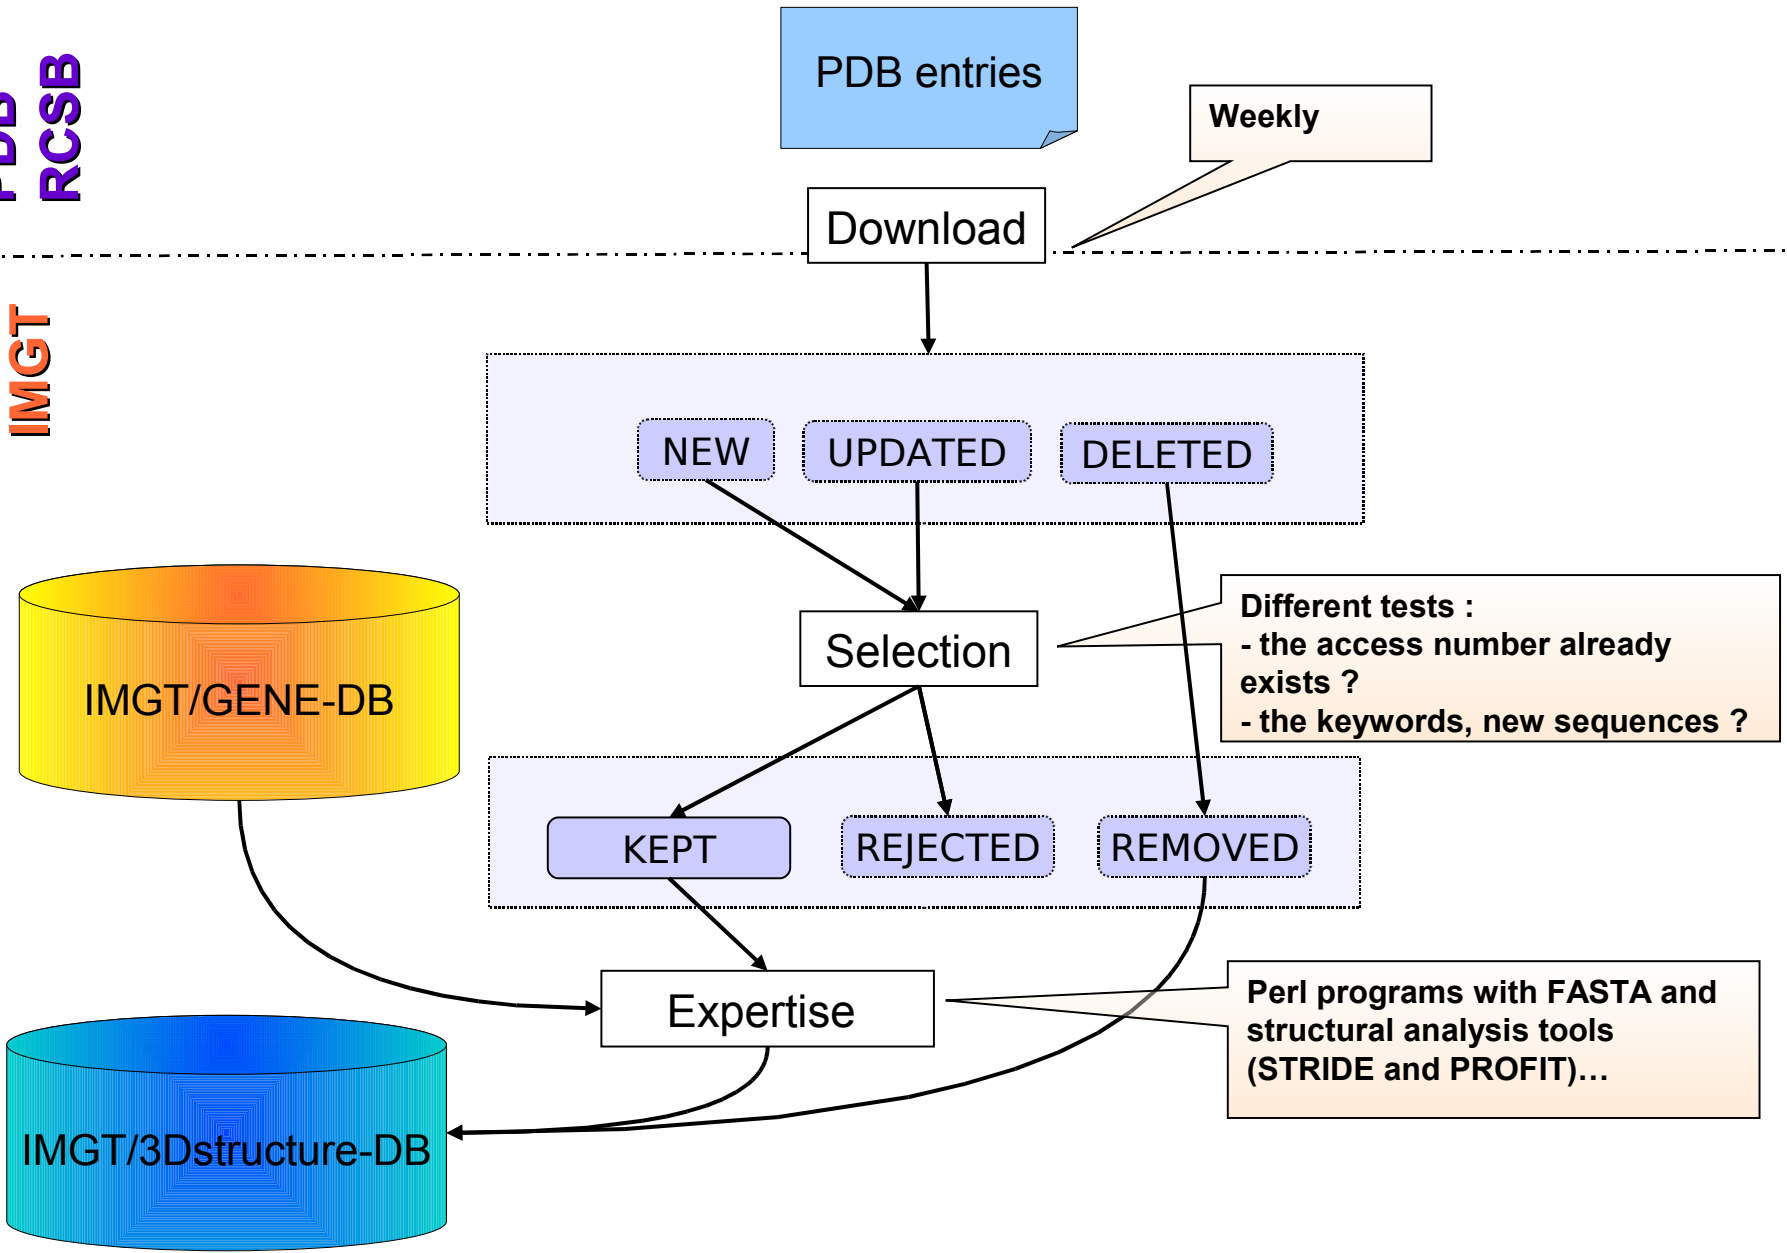 PDB
RCSB
PDB entries
Weekly
Download
IMGT
NEW
UPDATED
DELETED
Different tests :
- the access number already
exists ?
- the keywords, new sequences ?
Selection
IMGT/GENE-DB
KEPT
REJECTED
REMOVED
Expertise
Perl programs with FASTA and
structural analysis tools
(STRIDE and PROFIT)…
IMGT/3Dstructure-DB